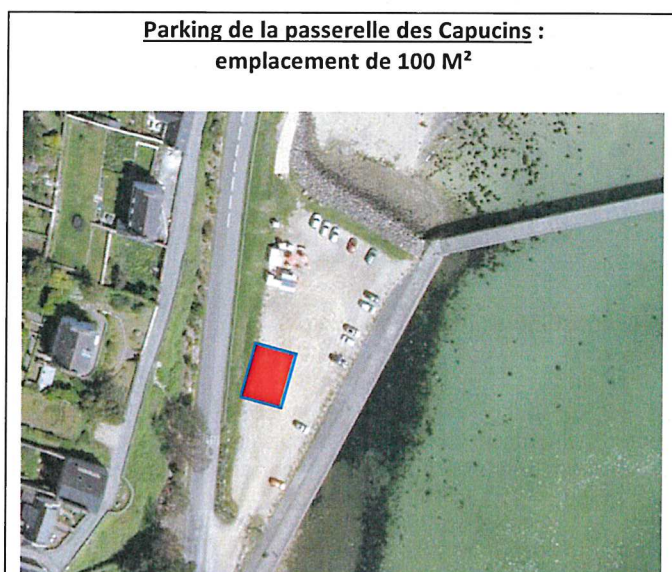 Parking de la passerelle des Capucins :
emplacement de 100 M²